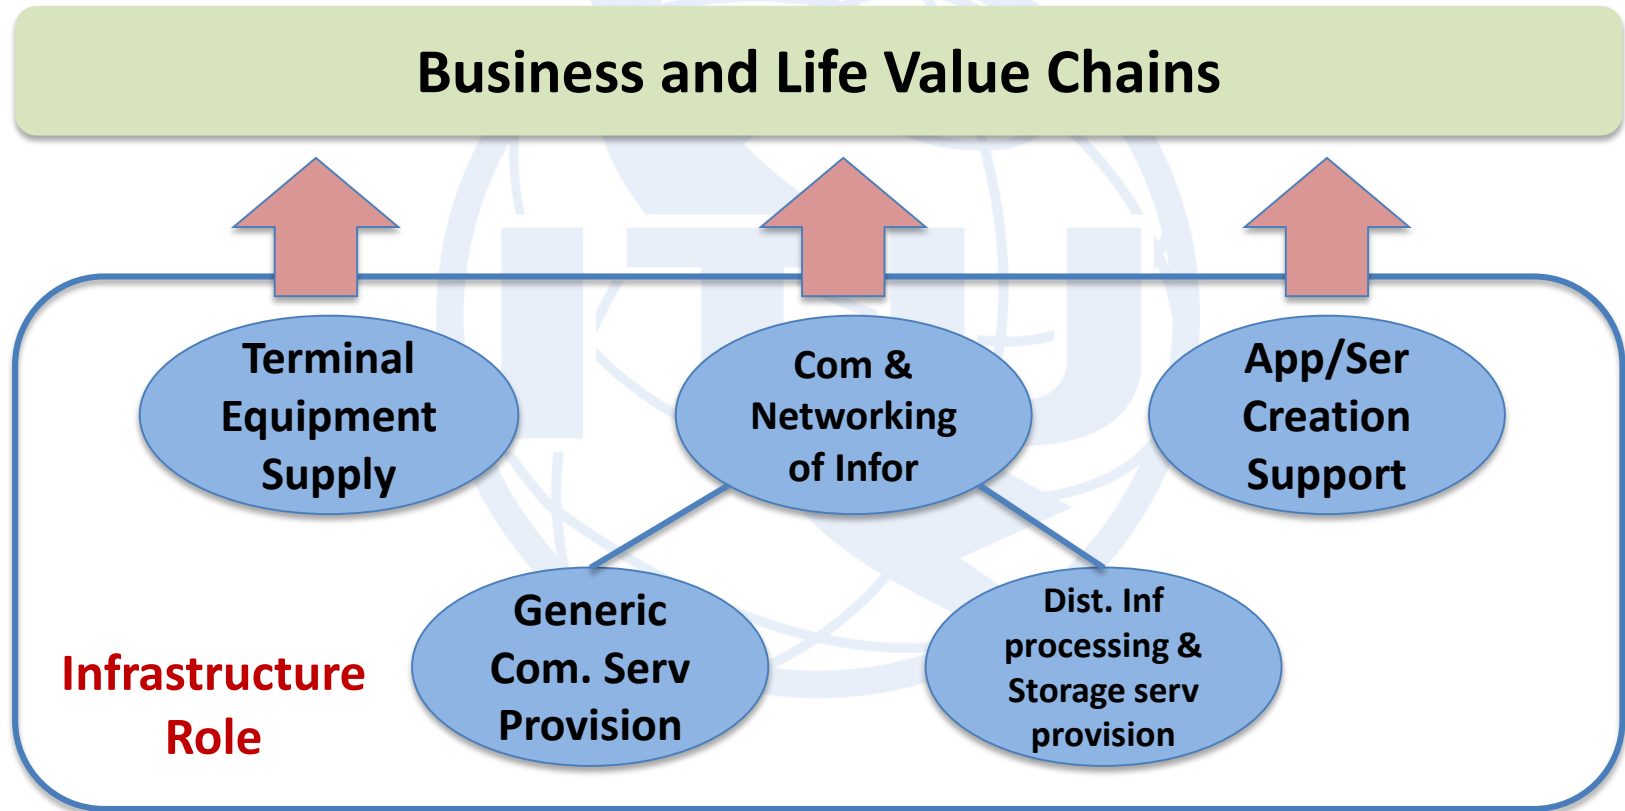 Business and Life Value Chains
ITU
Terminal
Equipment
Supply
Com &
Networking
of Infor
App/Ser
Creation
Support
Generic
Com. Serv
Provision
Dist. Inf
processing &
Storage serv
provision
Infrastructure
Role